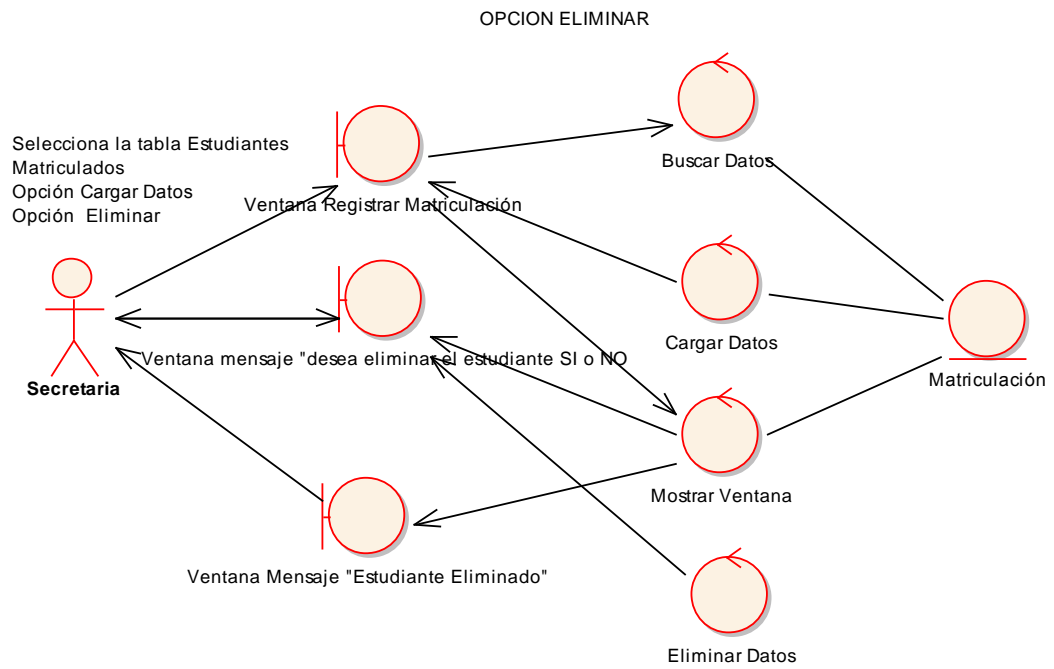 OPCION ELIMINAR
Selecciona la tabla Estudiantes
Matriculados
Opción Cargar Datos
Opción Eliminar
Buscar Datos
Ventana Registrar Matriculación
Cargar Datos
Ventana mensaje "desea eliminar el estudiante SI o NO
Matriculación
Secretaria
Mostrar Ventana
Ventana Mensaje "Estudiante Eliminado"
Eliminar Datos